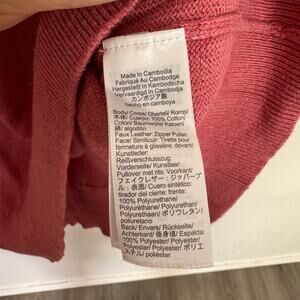 Made in Cambodia
Fabriqué Au Cambodge
Hergestellt In Kambodscha
Vervaardigd In Cambodja
カンボジア製
hecho en camboya
Body/ Corps/ Oberteil/ Romp/
本体/ Cuerpo: 100% Cotton/
Coton/ Baumwolle/ Katoen/
綿/ algodón
Faux Leather: Zipper Puller:
Face/ Similicuir: Tirette pour
fermeture à glissière: devers/
Kunstleder:
Reißverschlusszug:
Vorderseite/ Kunstleer:
Pullover met rits: Voorkant/
フェイクレザー: ジッパープ
ル: 表面/ Cuero sintético:
tirador del cierre: frente:
100% Polyurethane/
Polyuréthane/ Polyurethan/
Polyurethaan/ ポリウレタン/
poliuretano
Back/ Envers/ Rückseite/
Achterkant/ 後身頃/ Espalda:
100% Polyester/ Polyester/
Polyester/ Polyester/ ポリエ
ステル/ poliéster